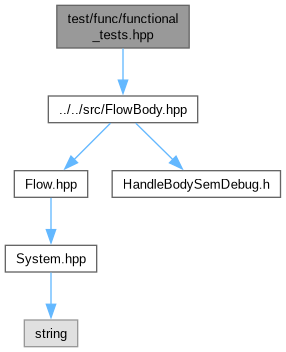 test/func/functional
_tests.hpp
../../src/FlowBody.hpp
Flow.hpp
HandleBodySemDebug.h
System.hpp
string